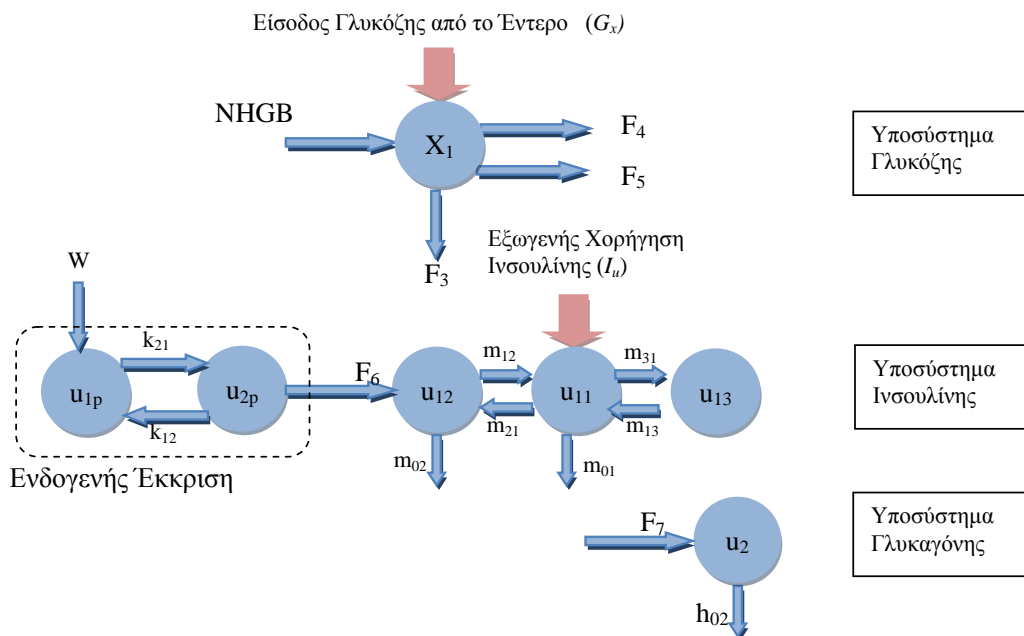 Είσοδος Γλυκόζης από το Έντερο (Gx)
NHGB
X1
F4
F5
F3
Υποσύστημα
Γλυκόζης
Εξωγενής Χορήγηση
Ινσουλίνης (Iu)
W
k21
k12
u1p
u2p
F6
u12
m12
m21
u11
m31
m13
u13
m02
m01
Ενδογενής Έκκριση
Υποσύστημα
Ινσουλίνης
F7
u2
h02
Υποσύστημα
Γλυκαγόνης